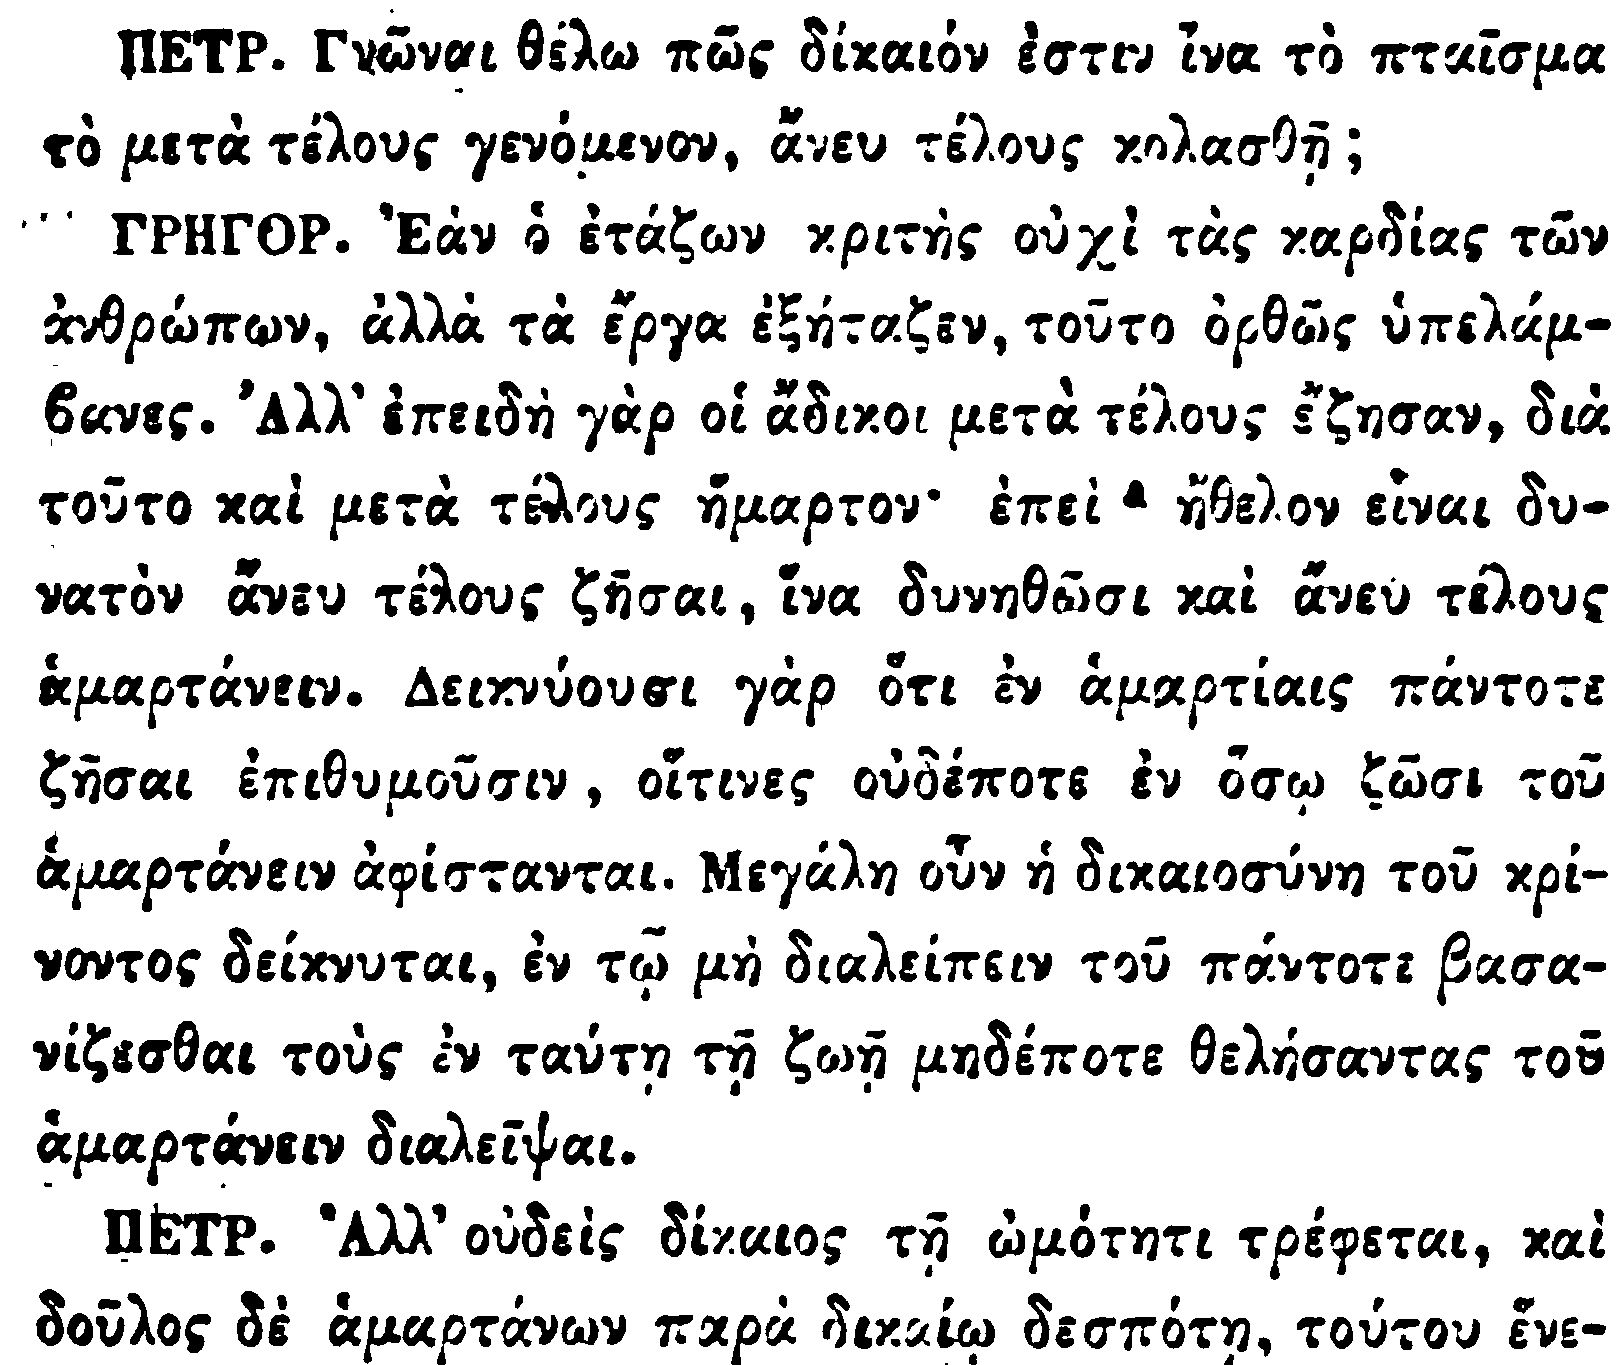 ΠΕΤΡ. Γνῶναι θέλω πῶς δίκαιόν ἐστιν ἵνα τὸ πταῖσμα
τὸ μετὰ τέλους γενόμενον, ἄνευ τέλους κολασθῇ;
ΓΡΗΓΟΡ. Ἐὰν ὁ ἐτάζων κριτὴς οὐχὶ τὰς καρδίας τῶν
ἀνθρώπων, ἀλλὰ τὰ ἔργα ἐξήταζεν, τοῦτο ὀρθῶς ὑπελάμ-
βανες. Ἀλλ' ἐπειδὴ γὰρ οἱ ἄδικοι μετὰ τέλους ἔζησαν, διὰ
τοῦτο καὶ μετὰ τέλους ἥμαρτον· ἐπεὶ ª ἤθελον εἶναι δυ-
νατὸν ἄνευ τέλους ζῆσαι, ἵνα δυνηθῶσι καὶ ἄνευ τέλους
ἁμαρτάνειν. Δεικνύουσι γὰρ ὅτι ἐν ἁμαρτίαις πάντοτε
ζῆσαι ἐπιθυμοῦσιν, οἵτινες οὐδέποτε ἐν ὅσῳ ζῶσι τοῦ
ἁμαρτάνειν ἀφίστανται. Μεγάλη οὖν ἡ δικαιοσύνη τοῦ κρί-
νοντος δείκνυται, ἐν τῷ μὴ διαλείπειν τοῦ πάντοτε βασα-
νίζεσθαι τοὺς ἐν ταύτῃ τῇ ζωῇ μηδέποτε θελήσαντας τοῦ
ἁμαρτάνειν διαλεῖψαι.
ΠΕΤΡ. Ἀλλ' οὐδεὶς δίκαιος τῇ ὠμότητι τρέφεται, καὶ
δοῦλος δὲ ἁμαρτάνων παρὰ δικαίῳ δεσπότῃ, τούτου ἕνε-